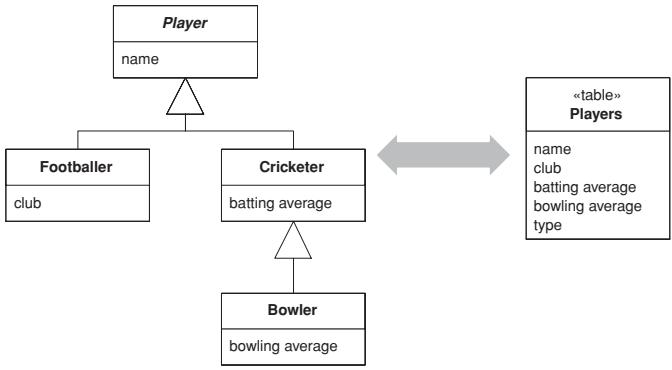 Player
name
Footballer
club
Cricketer
batting average
Bowler
bowling average
«table»
Players
name
club
batting average
bowling average
type